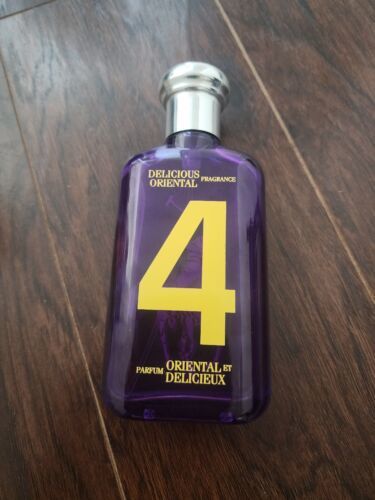 DELICIOUS
ORIENTAL FRAGRANCE
4
PARFUM ORIENTAL ET
DELICIEUX